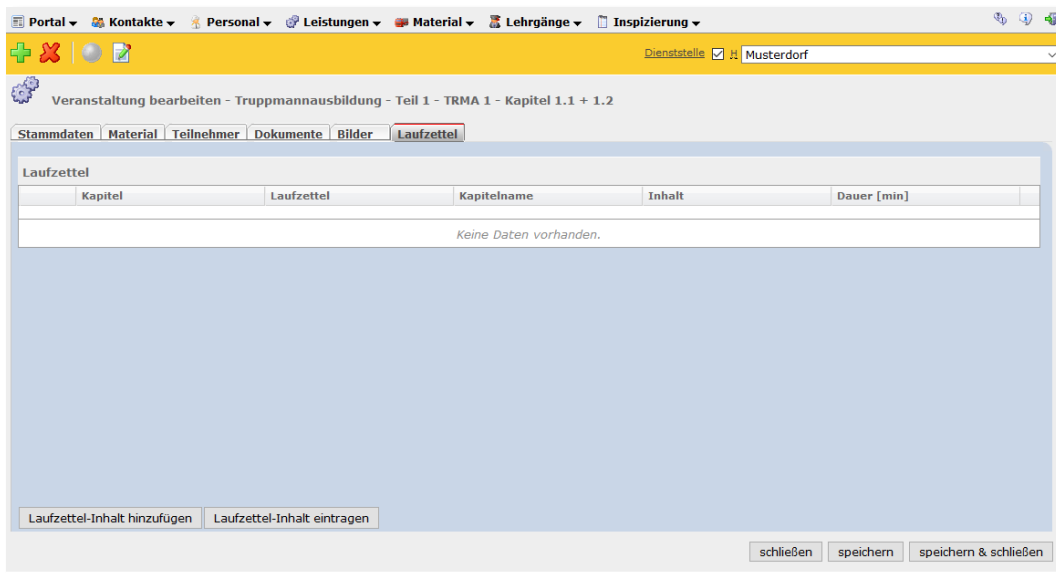 Portal Kontakte Personal Leistungen Material Lehrgänge Inspizierung
Dienststelle H Musterdorf
Veranstaltung bearbeiten - Truppmannausbildung - Teil 1 - TRMA 1 - Kapitel 1.1 + 1.2
Stammdaten Material Teilnehmer Dokumente Bilder Laufzettel
Laufzettel
Kapitel Laufzettel Kapitelname Inhalt Dauer [min]
Keine Daten vorhanden.
Laufzettel-Inhalt hinzufügen Laufzettel-Inhalt eintragen
schließen speichern speichern & schließen